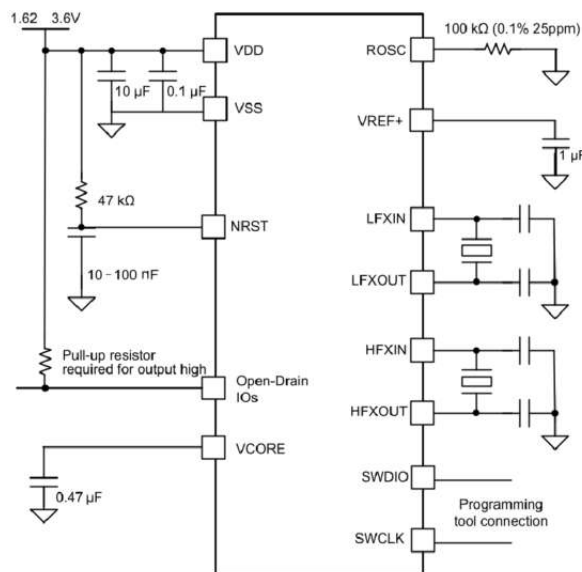 1.62 3.6V
VDD
10 µF
0.1 µF
VSS
47 kΩ
NRST
10-100 nF
Pull-up resistor
required for output high
Open-Drain
IOs
VCORE
0.47 µF
ROSC
100 kΩ (0.1% 25ppm)
VREF+
1 µF
LFXIN
LFXOUT
HFXIN
HFXOUT
SWDIO
Programming
tool connection
SWCLK